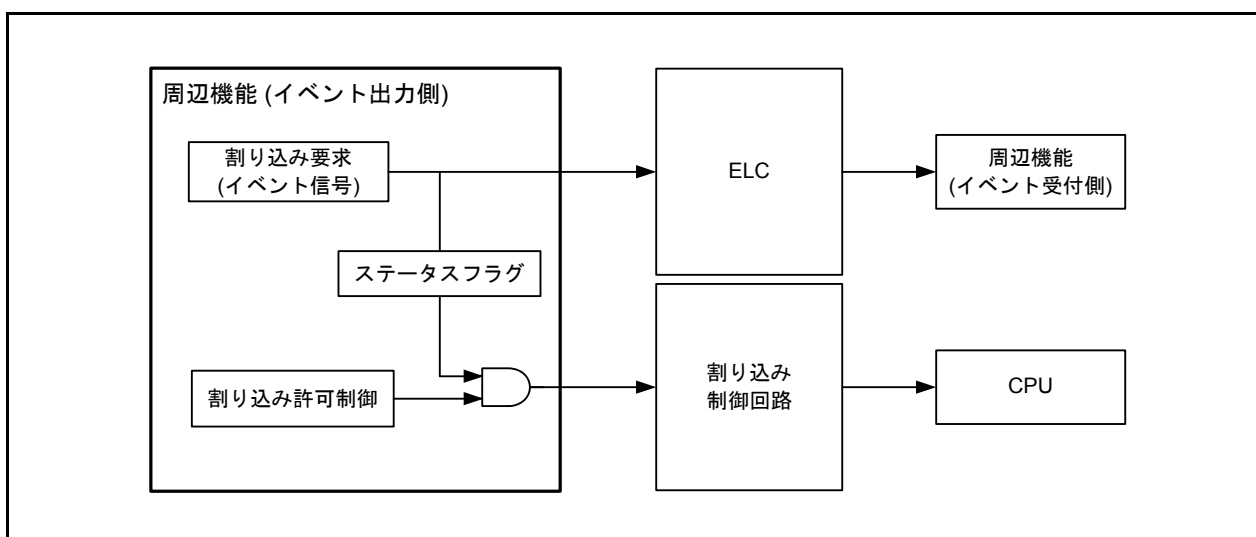 周辺機能 (イベント出力側)
割り込み要求
(イベント信号)
ELC
周辺機能
(イベント受付側)
ステータスフラグ
割り込み許可制御
割り込み
制御回路
CPU